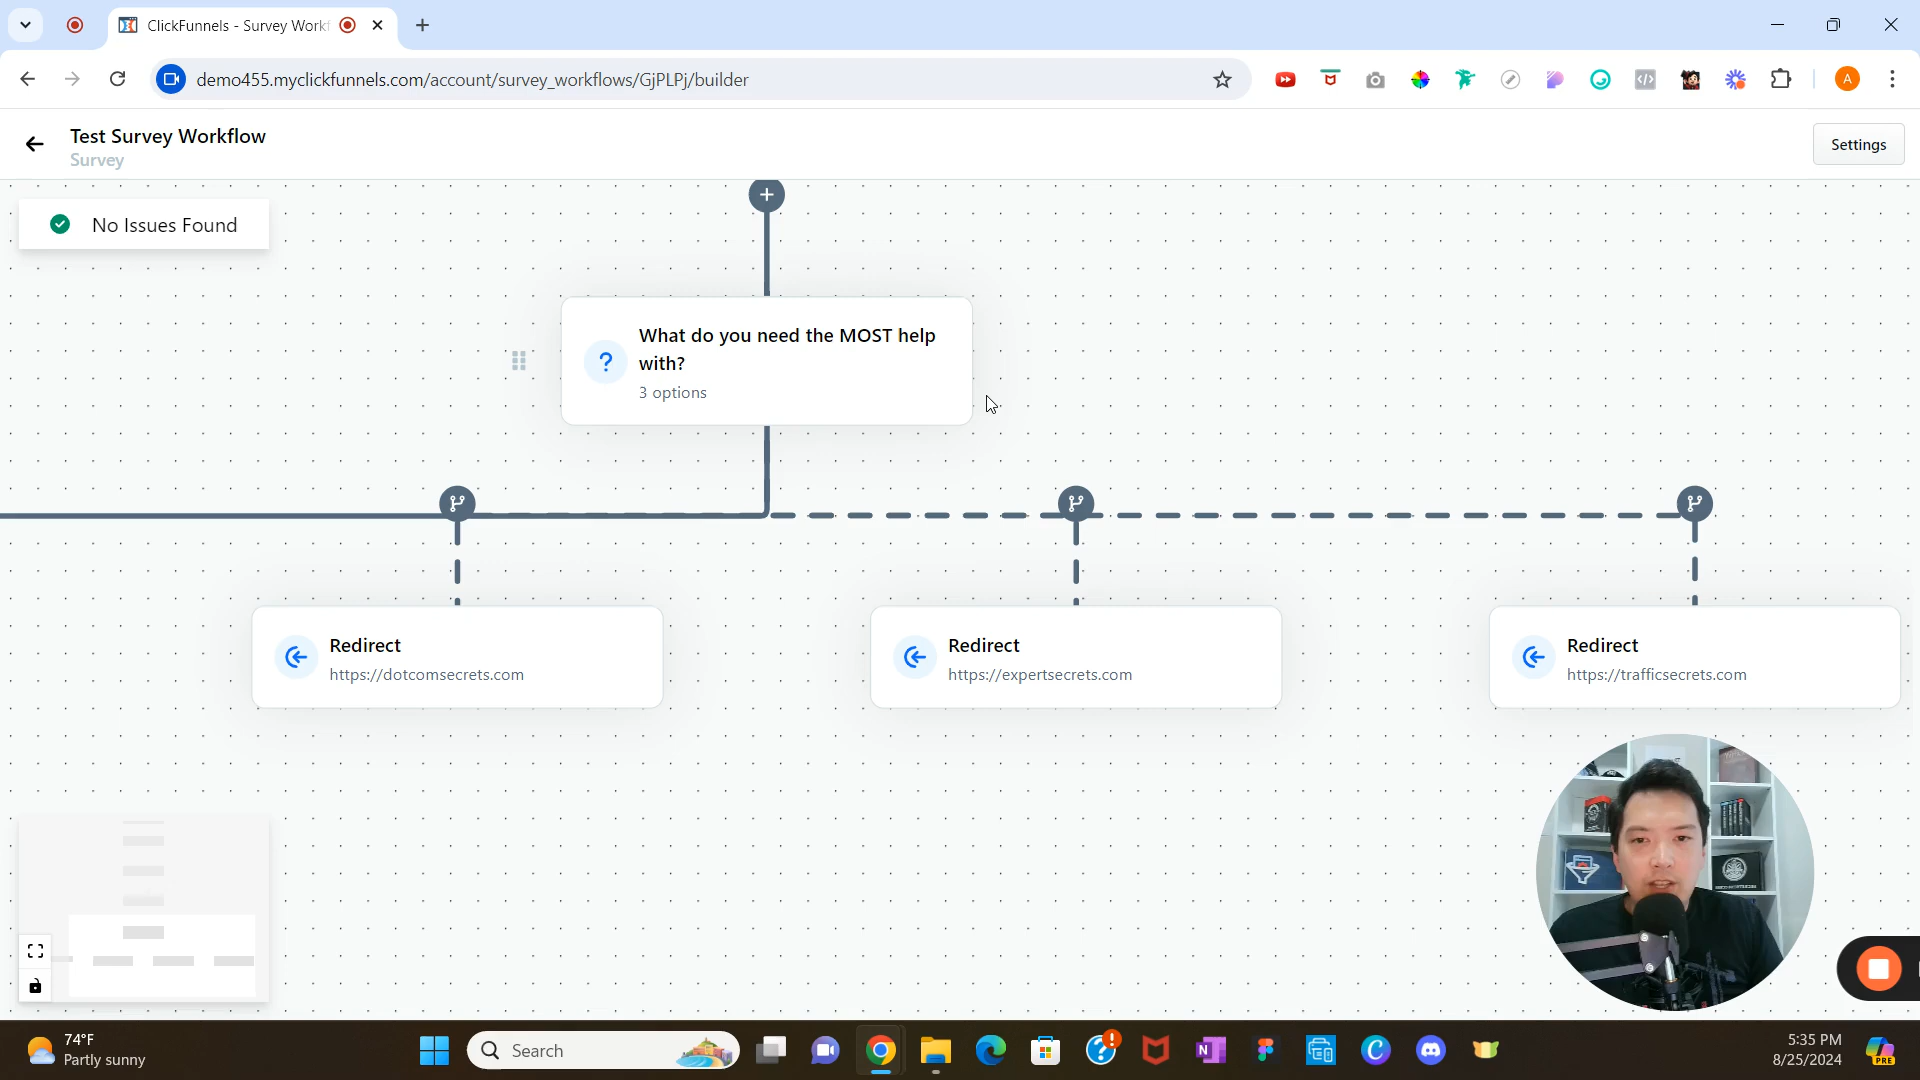 ClickFunnels - Survey Workf
demo455.myclickfunnels.com/account/survey_workflows/GjPLPj/builder
A
Test Survey Workflow
Survey
Settings
No Issues Found
What do you need the MOST help
with?
3 options
Redirect
https://dotcomsecrets.com
Redirect
https://expertsecrets.com
Redirect
https://trafficsecrets.com
74°F
Partly sunny
Search
5:35 PM
8/25/2024
PRE